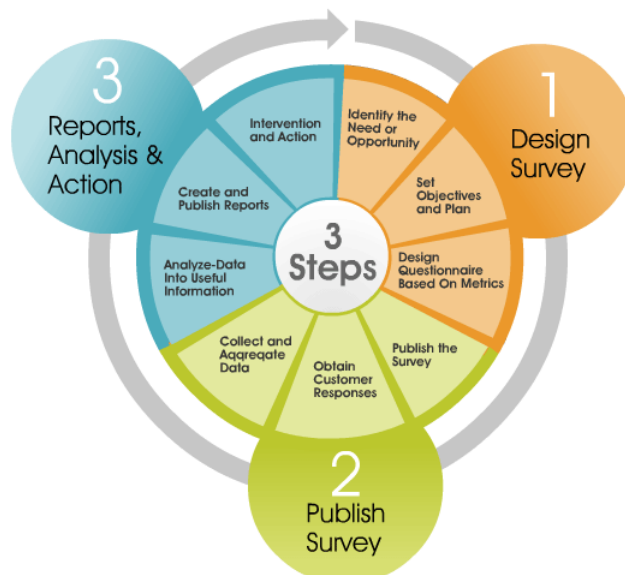 3
Reports,
Analysis &
Action
1
Design
Survey
2
Publish
Survey
3
Steps
Identify the
Need or
Opportunity
Set
Objectives
and Plan
Design
Questionnaire
Based On Metrics
Publish the
Survey
Obtain
Customer
Responses
Collect and
Aqgreqate
Data
Analyze-Data
Into Useful
Information
Create and
Publish Reports
Intervention
and Action